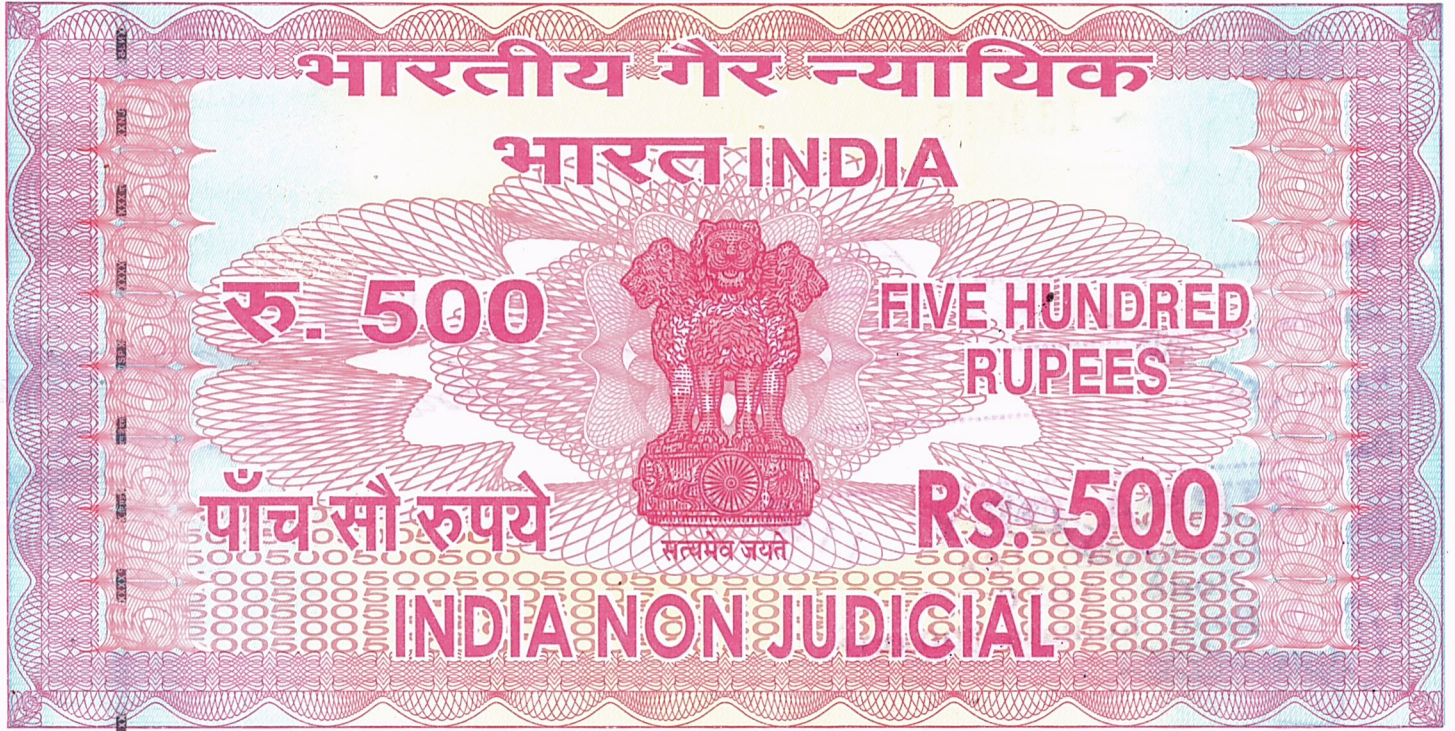 भारतीय गैर न्यायिक
भारत INDIA
रु. 500
FIVE HUNDRED
RUPEES
पाँच सौ रुपये
Rs. 500
सत्यमेव जयते
INDIA NON JUDICIAL